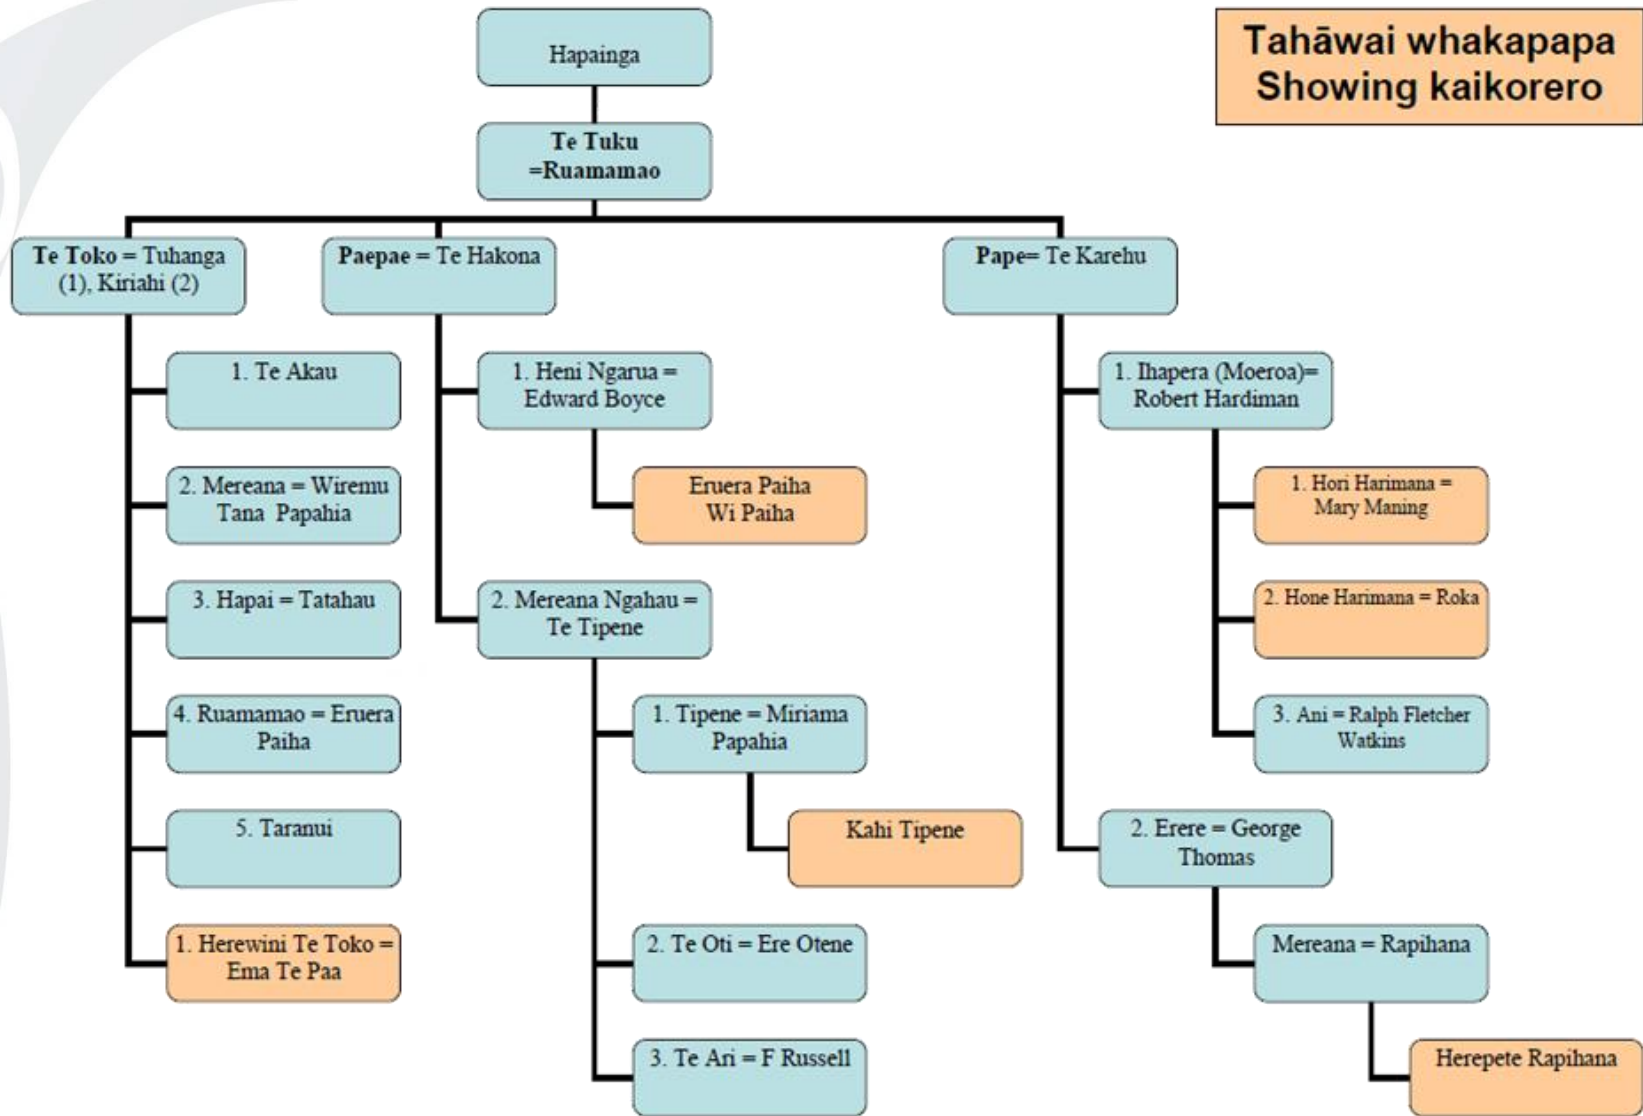 Tahāwai whakapapa
Showing kaikorero
Hapainga
Te Tuku
=Ruamamao
Te Toko = Tuhanga
(1), Kiriahi (2)
1. Te Akau
2. Mereana = Wiremu
Tana Papahia
3. Hapai = Tatahau
4. Ruamamao = Eruera
Paiha
5. Taranui
1. Herewini Te Toko =
Ema Te Paa
Paepae = Te Hakona
1. Heni Ngarua =
Edward Boyce
Eruera Paiha
Wi Paiha
2. Mereana Ngahau =
Te Tipene
1. Tipene = Miriama
Papahia
Kahi Tipene
2. Te Oti = Ere Otene
3. Te Ari = F Russell
Pape= Te Karehu
1. Ihapera (Moeroa)=
Robert Hardiman
1. Hori Harimana =
Mary Maning
2. Hone Harimana = Roka
3. Ani = Ralph Fletcher
Watkins
2. Erere = George
Thomas
Mereana = Rapihana
Herepete Rapihana